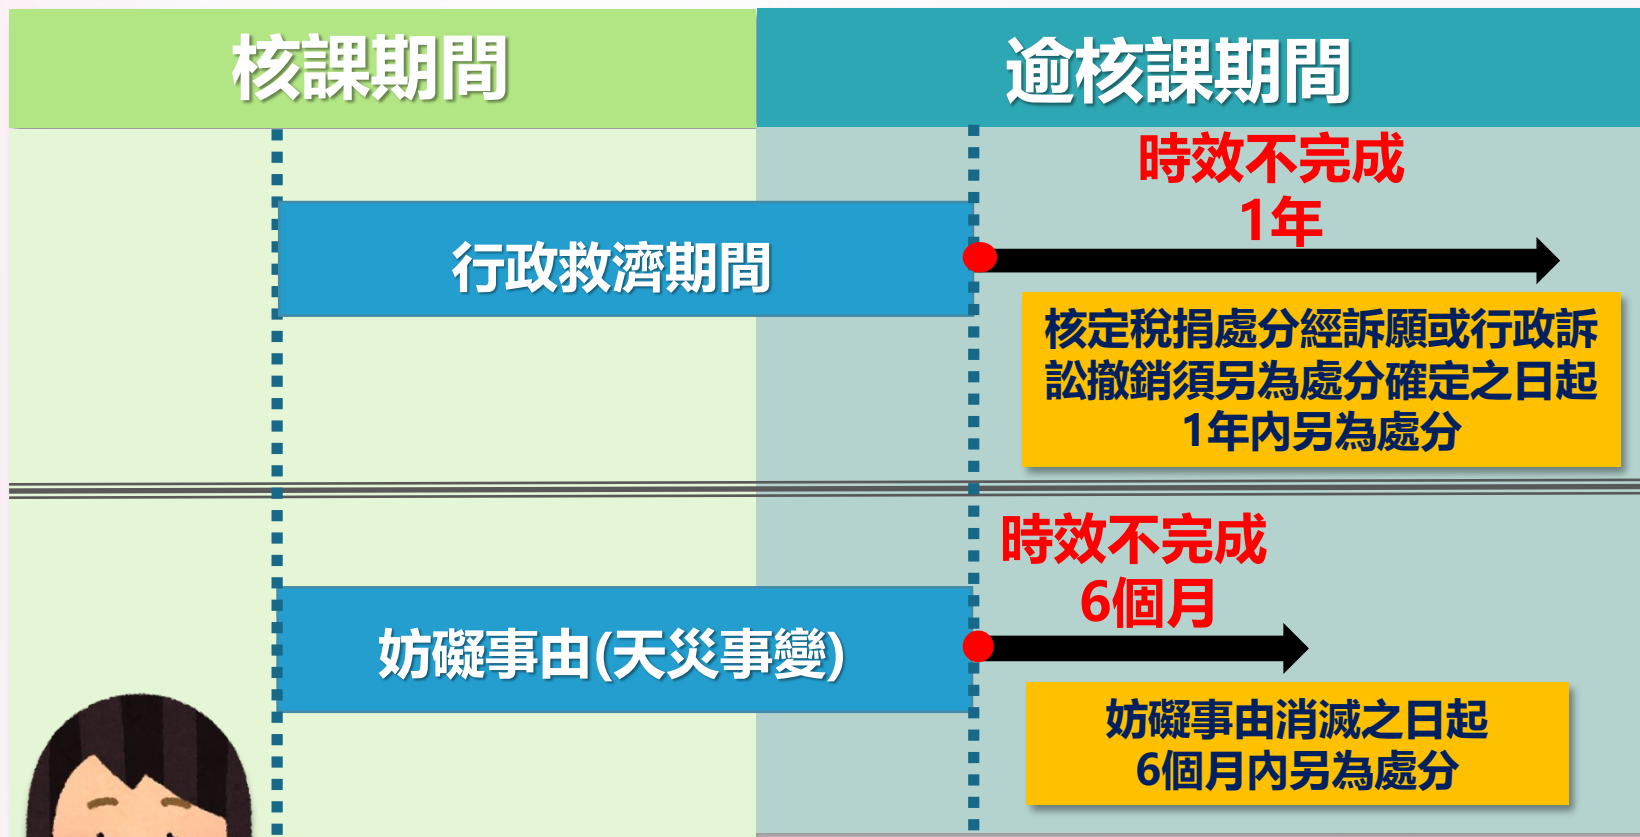 核課期間
逾核課期間
時效不完成
1年
行政救濟期間
核定稅捐處分經訴願或行政訴
訟撤銷須另為處分確定之日起
1年內另為處分
時效不完成
6個月
妨礙事由(天災事變)
妨礙事由消滅之日起
6個月內另為處分